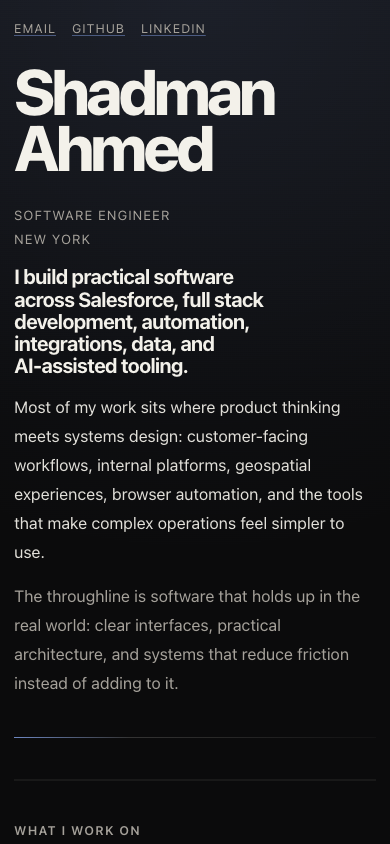 EMAIL GITHUB LINKEDIN
Shadman
Ahmed
SOFTWARE ENGINEER
NEW YORK
I build practical software
across Salesforce, full stack
development, automation,
integrations, data, and
AI-assisted tooling.
Most of my work sits where product thinking
meets systems design: customer-facing
workflows, internal platforms, geospatial
experiences, browser automation, and the tools
that make complex operations feel simpler to
use.
The throughline is software that holds up in the
real world: clear interfaces, practical
architecture, and systems that reduce friction
instead of adding to it.
WHAT I WORK ON